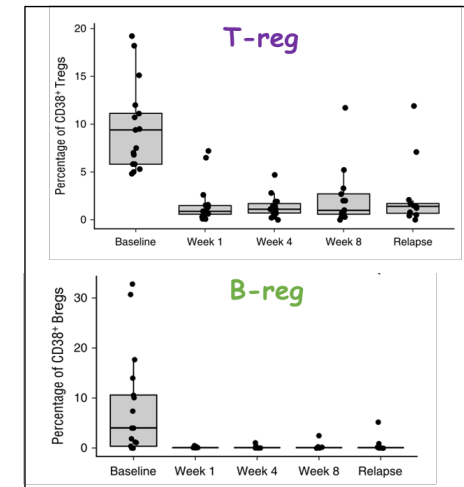 T-reg
Percentage of CD38⁺ Tregs
20
15
10
5
0
Baseline Week 1 Week 4 Week 8 Relapse
B-reg
Percentage of CD38⁺ Bregs
30
20
10
0
Baseline Week 1 Week 4 Week 8 Relapse